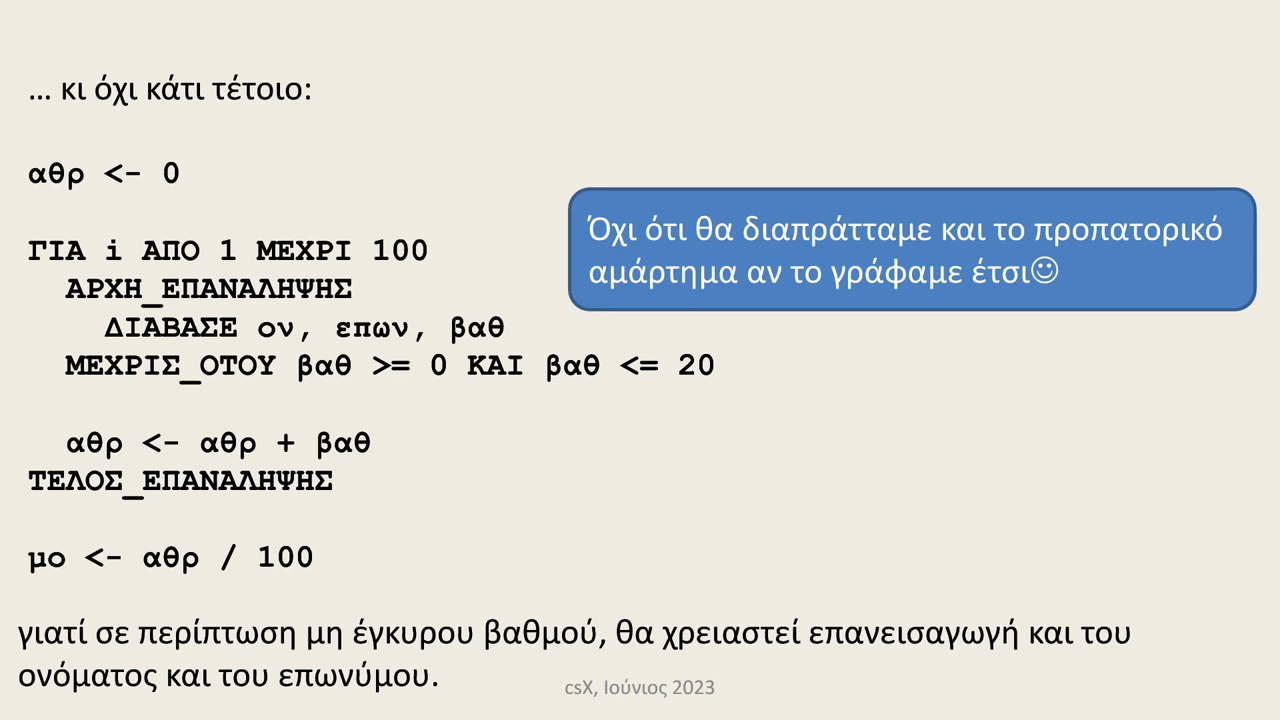 … κι όχι κάτι τέτοιο:
αθρ <- 0
ΓΙΑ i ΑΠΟ 1 ΜΕΧΡΙ 100
ΑΡΧΗ_ΕΠΑΝΑΛΗΨΗΣ
ΔΙΑΒΑΣΕ ον, επων, βαθ
ΜΕΧΡΙΣ_ΟΤΟΥ βαθ >= 0 ΚΑΙ βαθ <= 20
αθρ <- αθρ + βαθ
ΤΕΛΟΣ_ΕΠΑΝΑΛΗΨΗΣ
μο <- αθρ / 100
Όχι ότι θα διαπράτταμε και το προπατορικό
αμάρτημα αν το γράφαμε έτσι☺
γιατί σε περίπτωση μη έγκυρου βαθμού, θα χρειαστεί επανεισαγωγή και του
ονόματος και του επωνύμου.
csX, Ιούνιος 2023